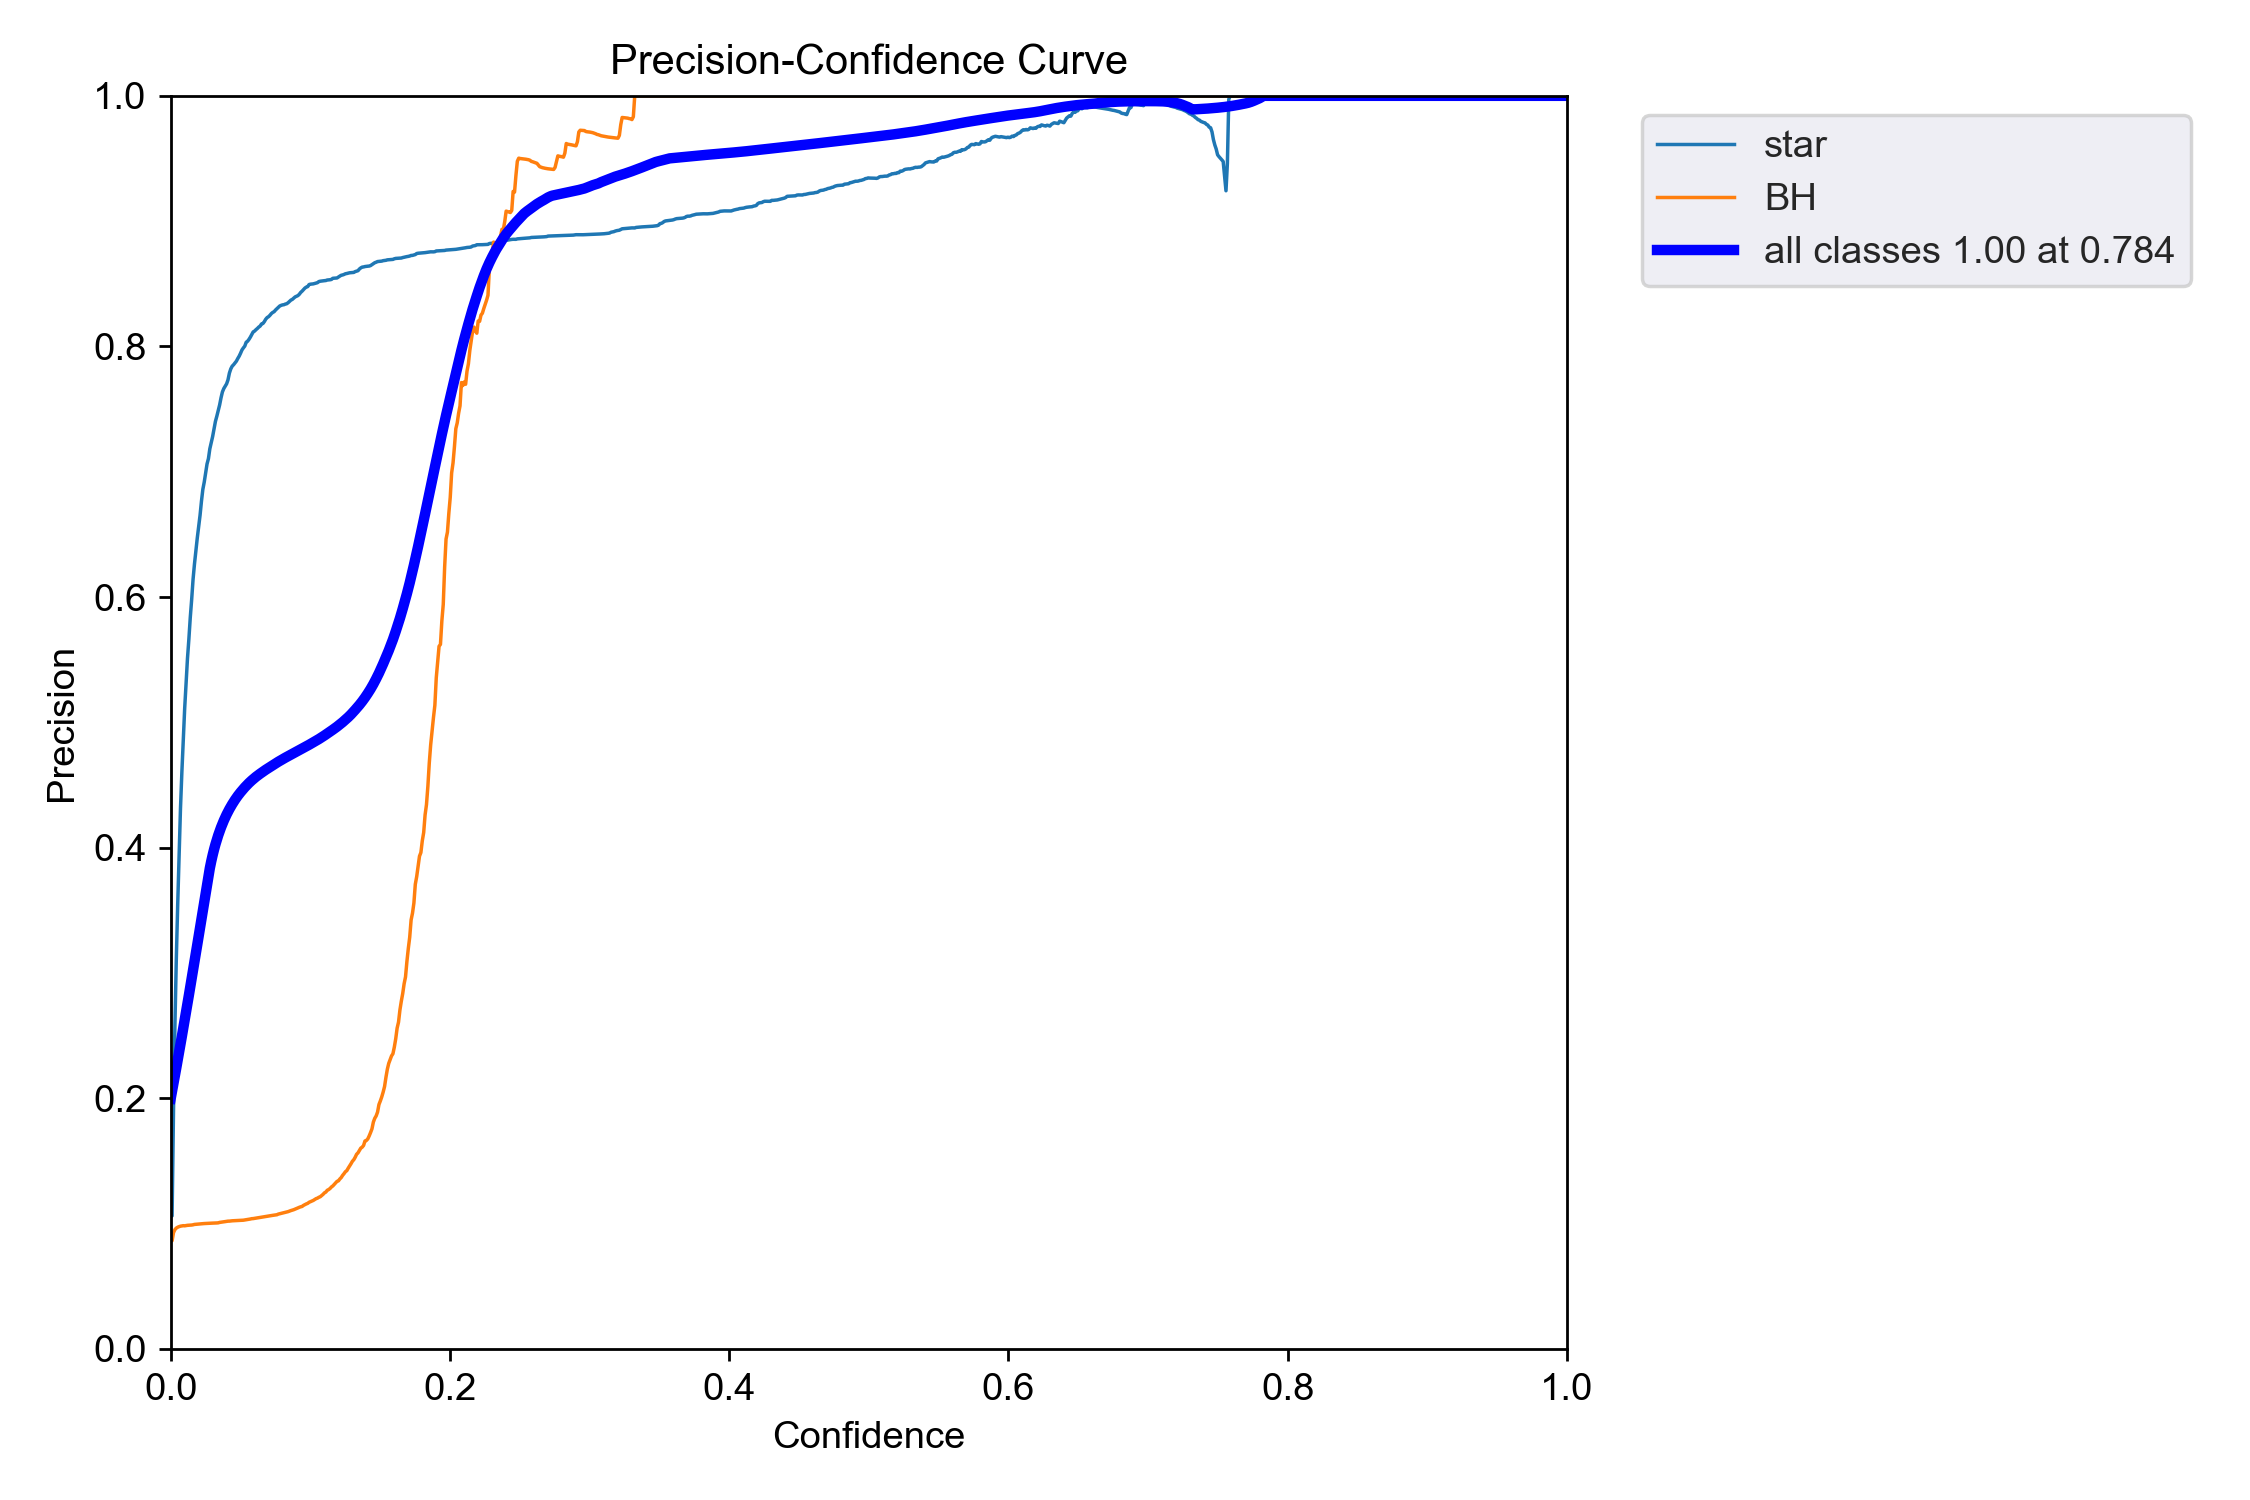 Precision-Confidence Curve
1.0
0.8
0.6
0.4
0.2
0.0
Precision
0.0 0.2 0.4 0.6 0.8 1.0
Confidence
star
BH
all classes 1.00 at 0.784